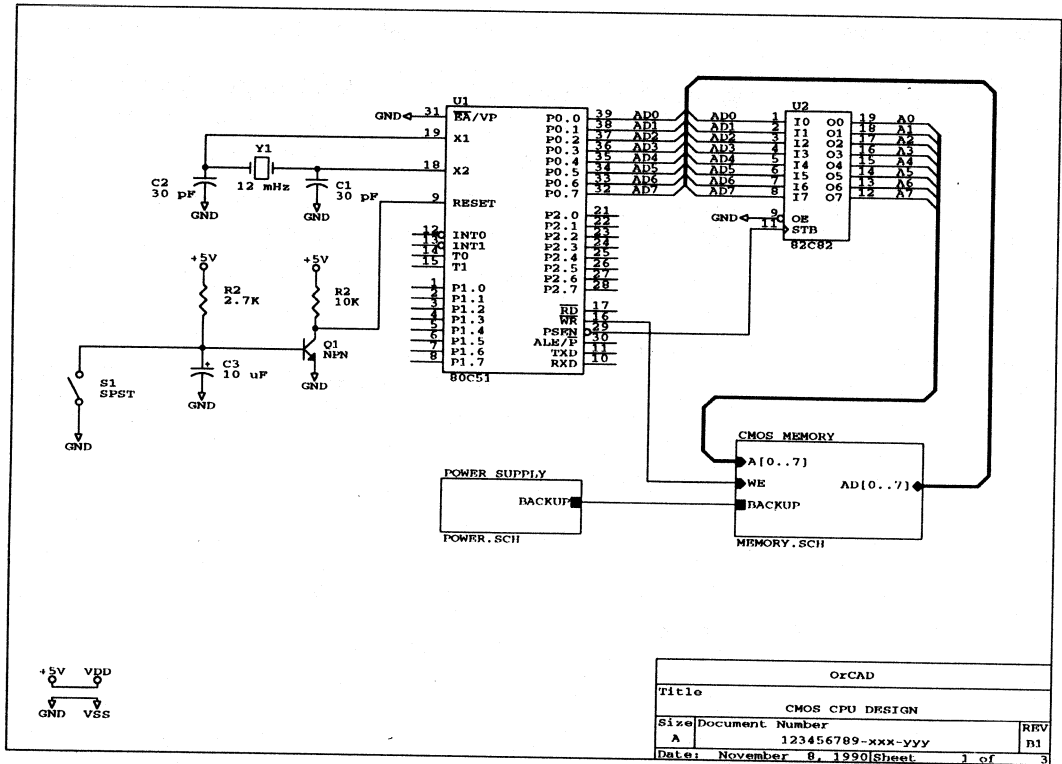 U1
GND 31 EA/VP
19 X1
Y1
12 mHz
C2
30 pF
GND
C1
30 pF
GND
18 X2
9 RESET
12 INT0
13 INT1
14 T0
15 T1
1 P1.0
2 P1.1
3 P1.2
4 P1.3
5 P1.4
6 P1.5
7 P1.6
8 P1.7
P0.0 39 AD0
P0.1 38 AD1
P0.2 37 AD2
P0.3 36 AD3
P0.4 35 AD4
P0.5 34 AD5
P0.6 33 AD6
P0.7 32 AD7
P2.0 21
P2.1 22
P2.2 23
P2.3 24
P2.4 25
P2.5 26
P2.6 27
P2.7 28
RD 17
WR 16
PSEN 29
ALE/P 30
TXD 11
RXD 10
80C51
U2
AD0 1 I0 O0 19 A0
AD1 2 I1 O1 18 A1
AD2 3 I2 O2 17 A2
AD3 4 I3 O3 16 A3
AD4 5 I4 O4 15 A4
AD5 6 I5 O5 14 A5
AD6 7 I6 O6 13 A6
AD7 8 I7 O7 12 A7
GND 9 OE
11 STB
82C82
+5V
R2
2.7K
+5V
R2
10K
Q1
NPN
GND
C3
10 uF
GND
S1
SPST
GND
POWER SUPPLY
BACKUP
POWER.SCH
CMOS MEMORY
A[0..7]
WE
AD[0..7]
BACKUP
MEMORY.SCH
+5V VDD
GND VSS
OrCAD
Title
CMOS CPU DESIGN
Size Document Number REV
A 123456789-xxx-yyy B1
Date: November 8, 1990 Sheet 1 of 3